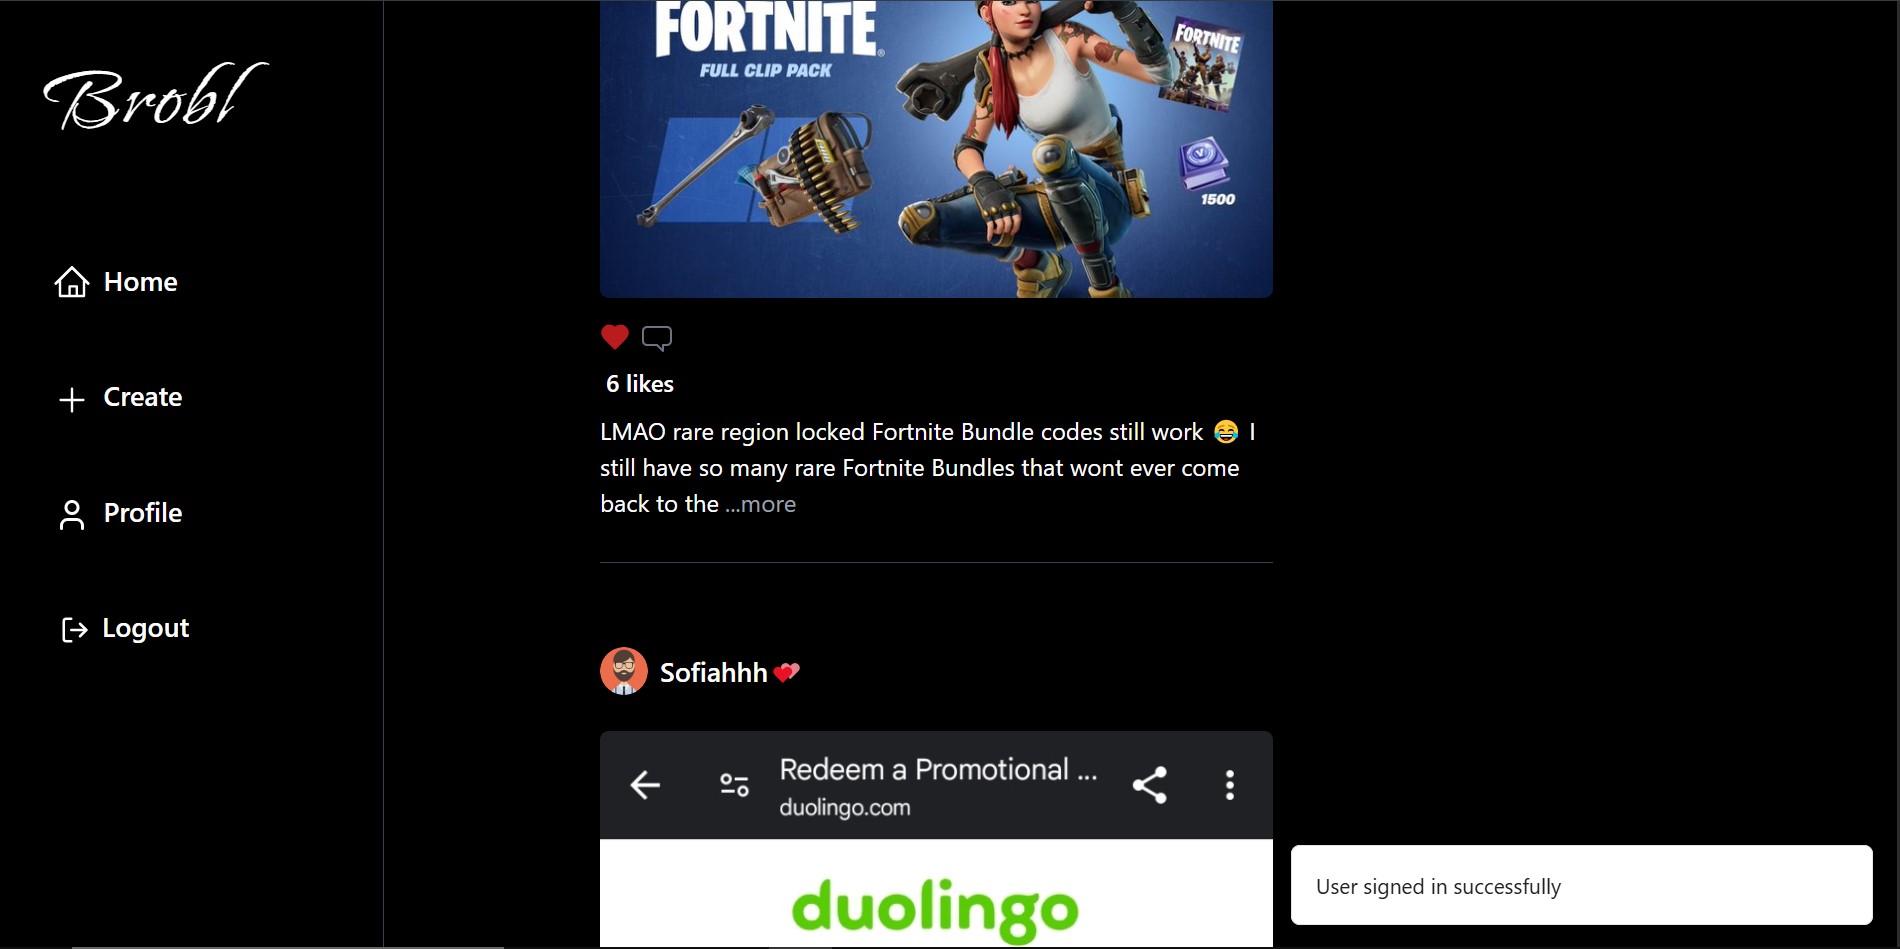 Brobl
Home
Create
Profile
Logout
FORTNITE®
FULL CLIP PACK
FORTNITE
V
1500
6 likes
LMAO rare region locked Fortnite Bundle codes still work 😂 I
still have so many rare Fortnite Bundles that wont ever come
back to the ...more
Sofiahhh💕
Redeem a Promotional ...
duolingo.com
duolingo
User signed in successfully